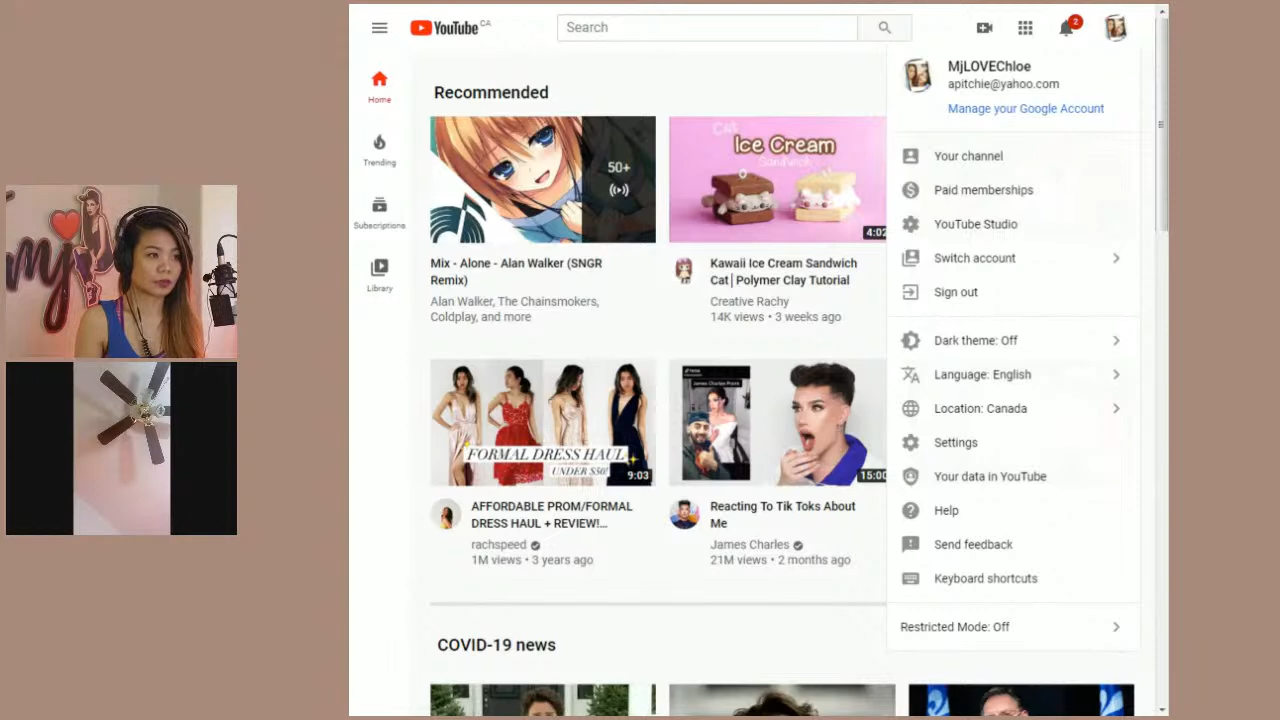 YouTube CA
Search
2
MjLOVEChloe
apitchie@yahoo.com
Manage your Google Account
Your channel
Paid memberships
YouTube Studio
Switch account
Sign out
Dark theme: Off
Language: English
Location: Canada
Settings
Your data in YouTube
Help
Send feedback
Keyboard shortcuts
Restricted Mode: Off
Home
Trending
Subscriptions
Library
Recommended
50+
Mix - Alone - Alan Walker (SNGR
Remix)
Alan Walker, The Chainsmokers,
Coldplay, and more
CAT
Ice Cream
Sandwich
4:02
Kawaii Ice Cream Sandwich
Cat│Polymer Clay Tutorial
Creative Rachy
14K views • 3 weeks ago
FORMAL DRESS HAUL
UNDER $50!
9:03
AFFORDABLE PROM/FORMAL
DRESS HAUL + REVIEW!...
rachspeed
1M views • 3 years ago
15:00
Reacting To Tik Toks About
Me
James Charles
21M views • 2 months ago
COVID-19 news
mj